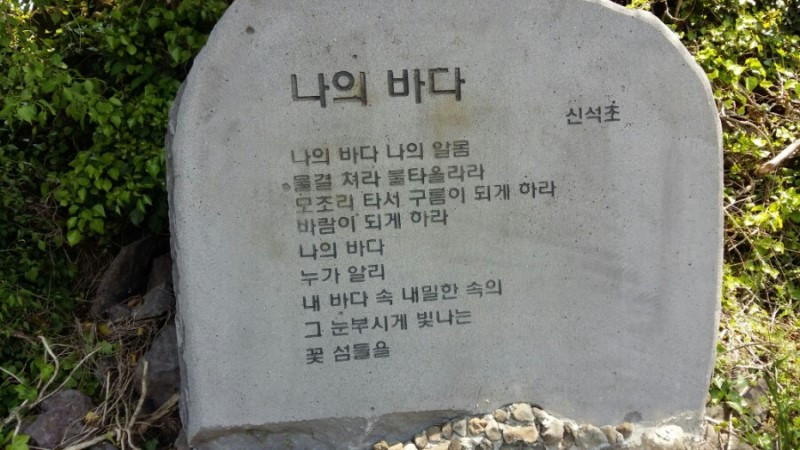 나의 바다
신석초
나의 바다 나의 알몸
물결 쳐라 불타올라라
모조리 타서 구름이 되게 하라
바람이 되게 하라
나의 바다
누가 알리
내 바다 속 내밀한 속의
그 눈부시게 빛나는
꽃 섬들을